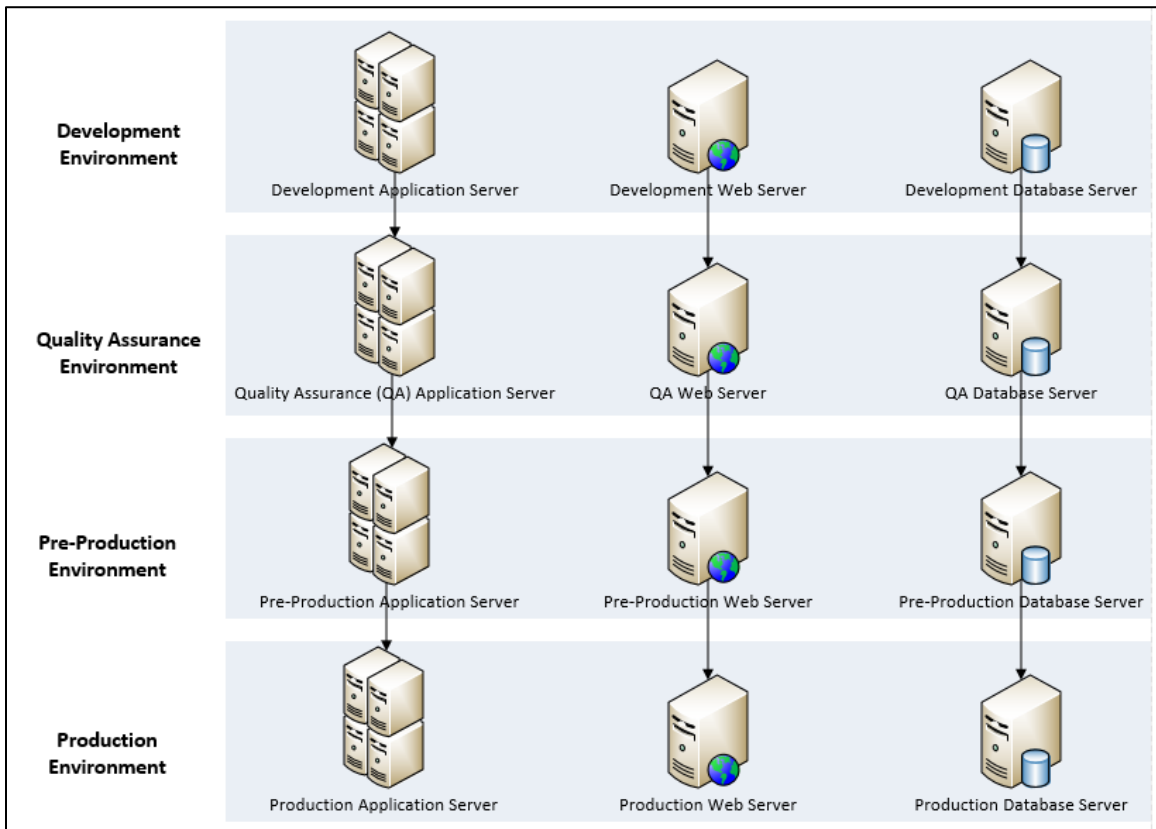 Development
Environment
Development Application Server
Development Web Server
Development Database Server
Quality Assurance
Environment
Quality Assurance (QA) Application Server
QA Web Server
QA Database Server
Pre-Production
Environment
Pre-Production Application Server
Pre-Production Web Server
Pre-Production Database Server
Production
Environment
Production Application Server
Production Web Server
Production Database Server